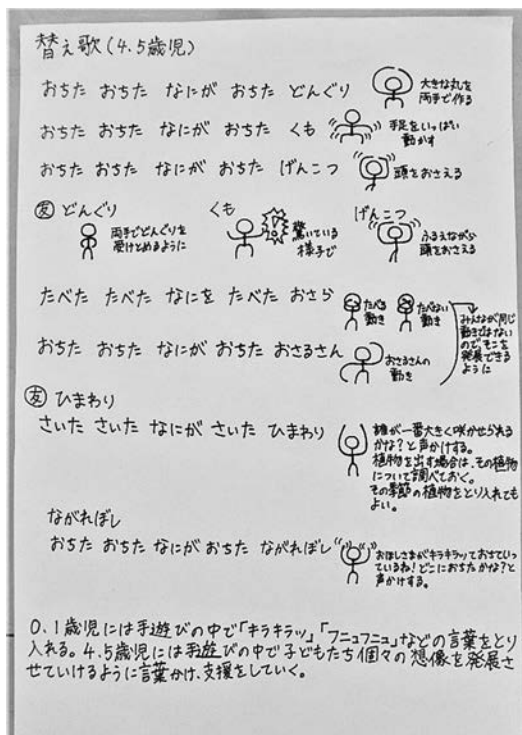 替え歌(4.5歳児)
おちた おちた なにが おちた どんぐり
大きな丸を
両手で作る
おちた おちた なにが おちた くも
手足をいっぱい
動かす
おちた おちた なにが おちた げんこつ
頭をおさえる
友 どんぐり
両手でどんぐりを
受けとめるように
くも
驚いている
様子で
げんこつ
ふるえながら
頭をおさえる
たべた たべた なにを たべた おさら
たべる
動き
たべない
動き
おちた おちた なにが おちた おさるさん
おさるさんの
動き
みんなが同じ
動きではない
のでそこを
発展できる
ように
友 ひまわり
さいた さいた なにが さいた ひまわり
誰が一番大きく咲かせられる
かな?と声かけする。
植物を出す場合は、その植物
について調べておく。
その季節の植物をとり入れても
よい。
ながれぼし
おちた おちた なにが おちた ながれぼし
おほしさまがキラキラッておちていっ
ているね!どこにおちたかな?と
声かけする。
0.1歳児には手遊びの中で「キラキラッ」「フニュフニュ」などの言葉をとり
入れる。4.5歳児には手遊びの中で子どもたち個々の想像を発展さ
せていけるように言葉かけ、支援をしていく。